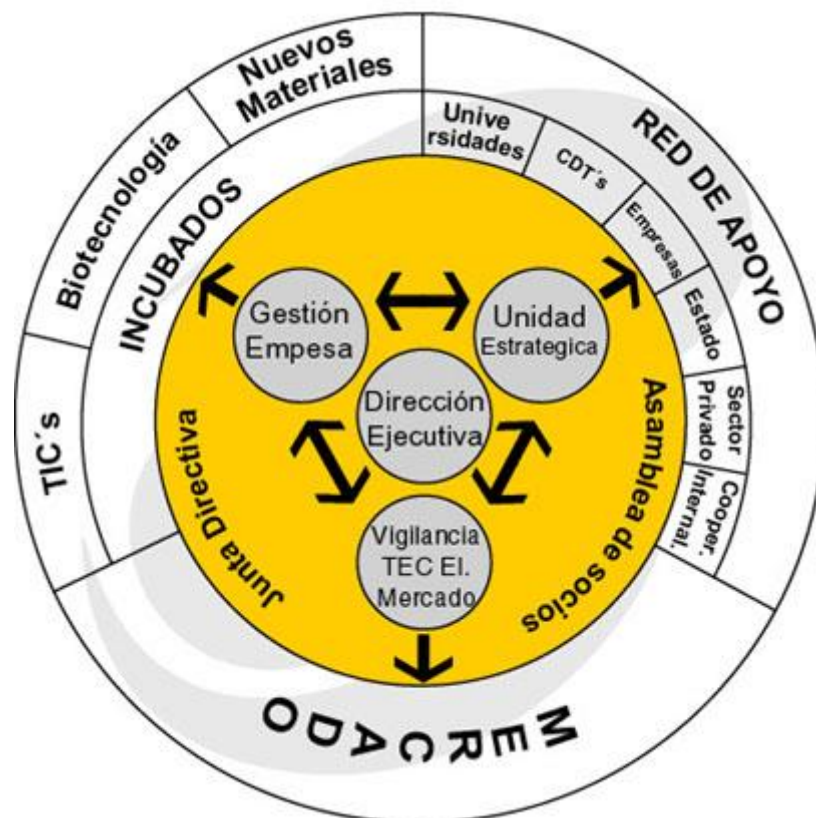 Nuevos
Materiales
Biotecnología
TIC´s
INCUBADOS
RED DE APOYO
Unive
rsidades
CDT´s
Empresas
Estado
Sector
Privado
Cooper.
Internal.
Gestión
Empesa
Unidad
Estrategica
Dirección
Ejecutiva
Vigilancia
TEC EI.
Mercado
Junta Directiva
Asamblea de socios
MERCADO